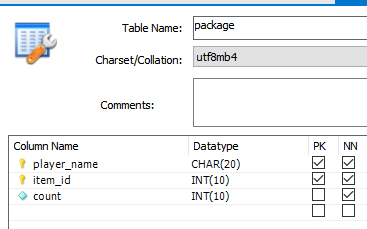 Table Name: package
Charset/Collation: utf8mb4
Comments:
Column Name Datatype PK NN
player_name CHAR(20)
item_id INT(10)
count INT(10)